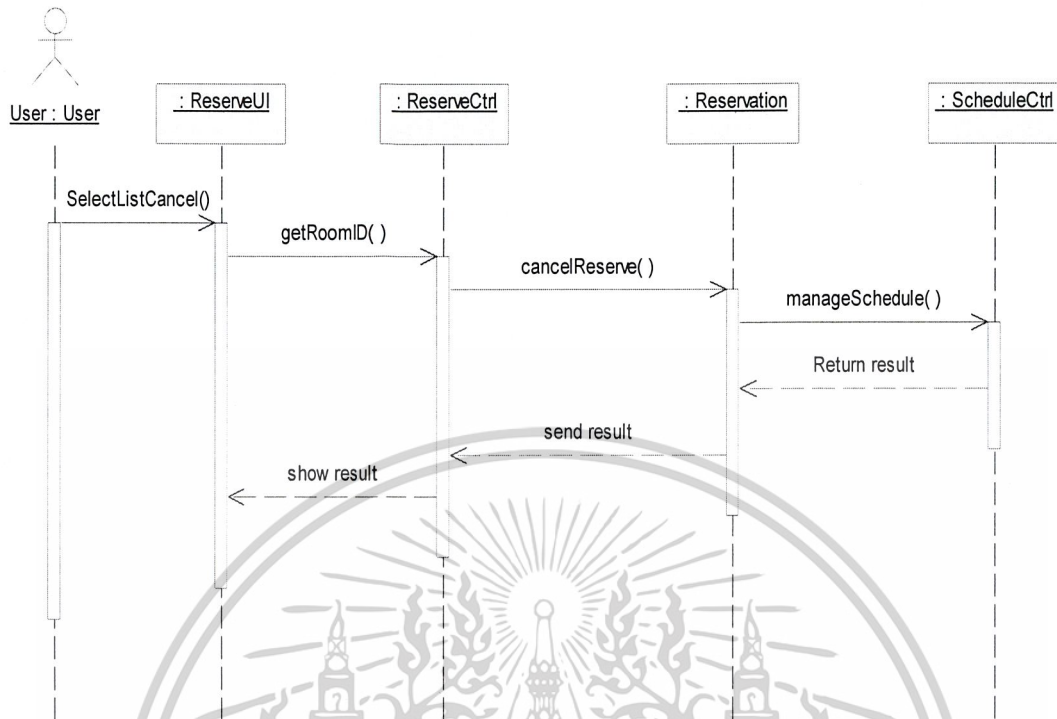 User : User
: ReserveUI
: ReserveCtrl
: Reservation
: ScheduleCtrl
SelectListCancel()
getRoomID( )
cancelReserve( )
manageSchedule( )
Return result
send result
show result